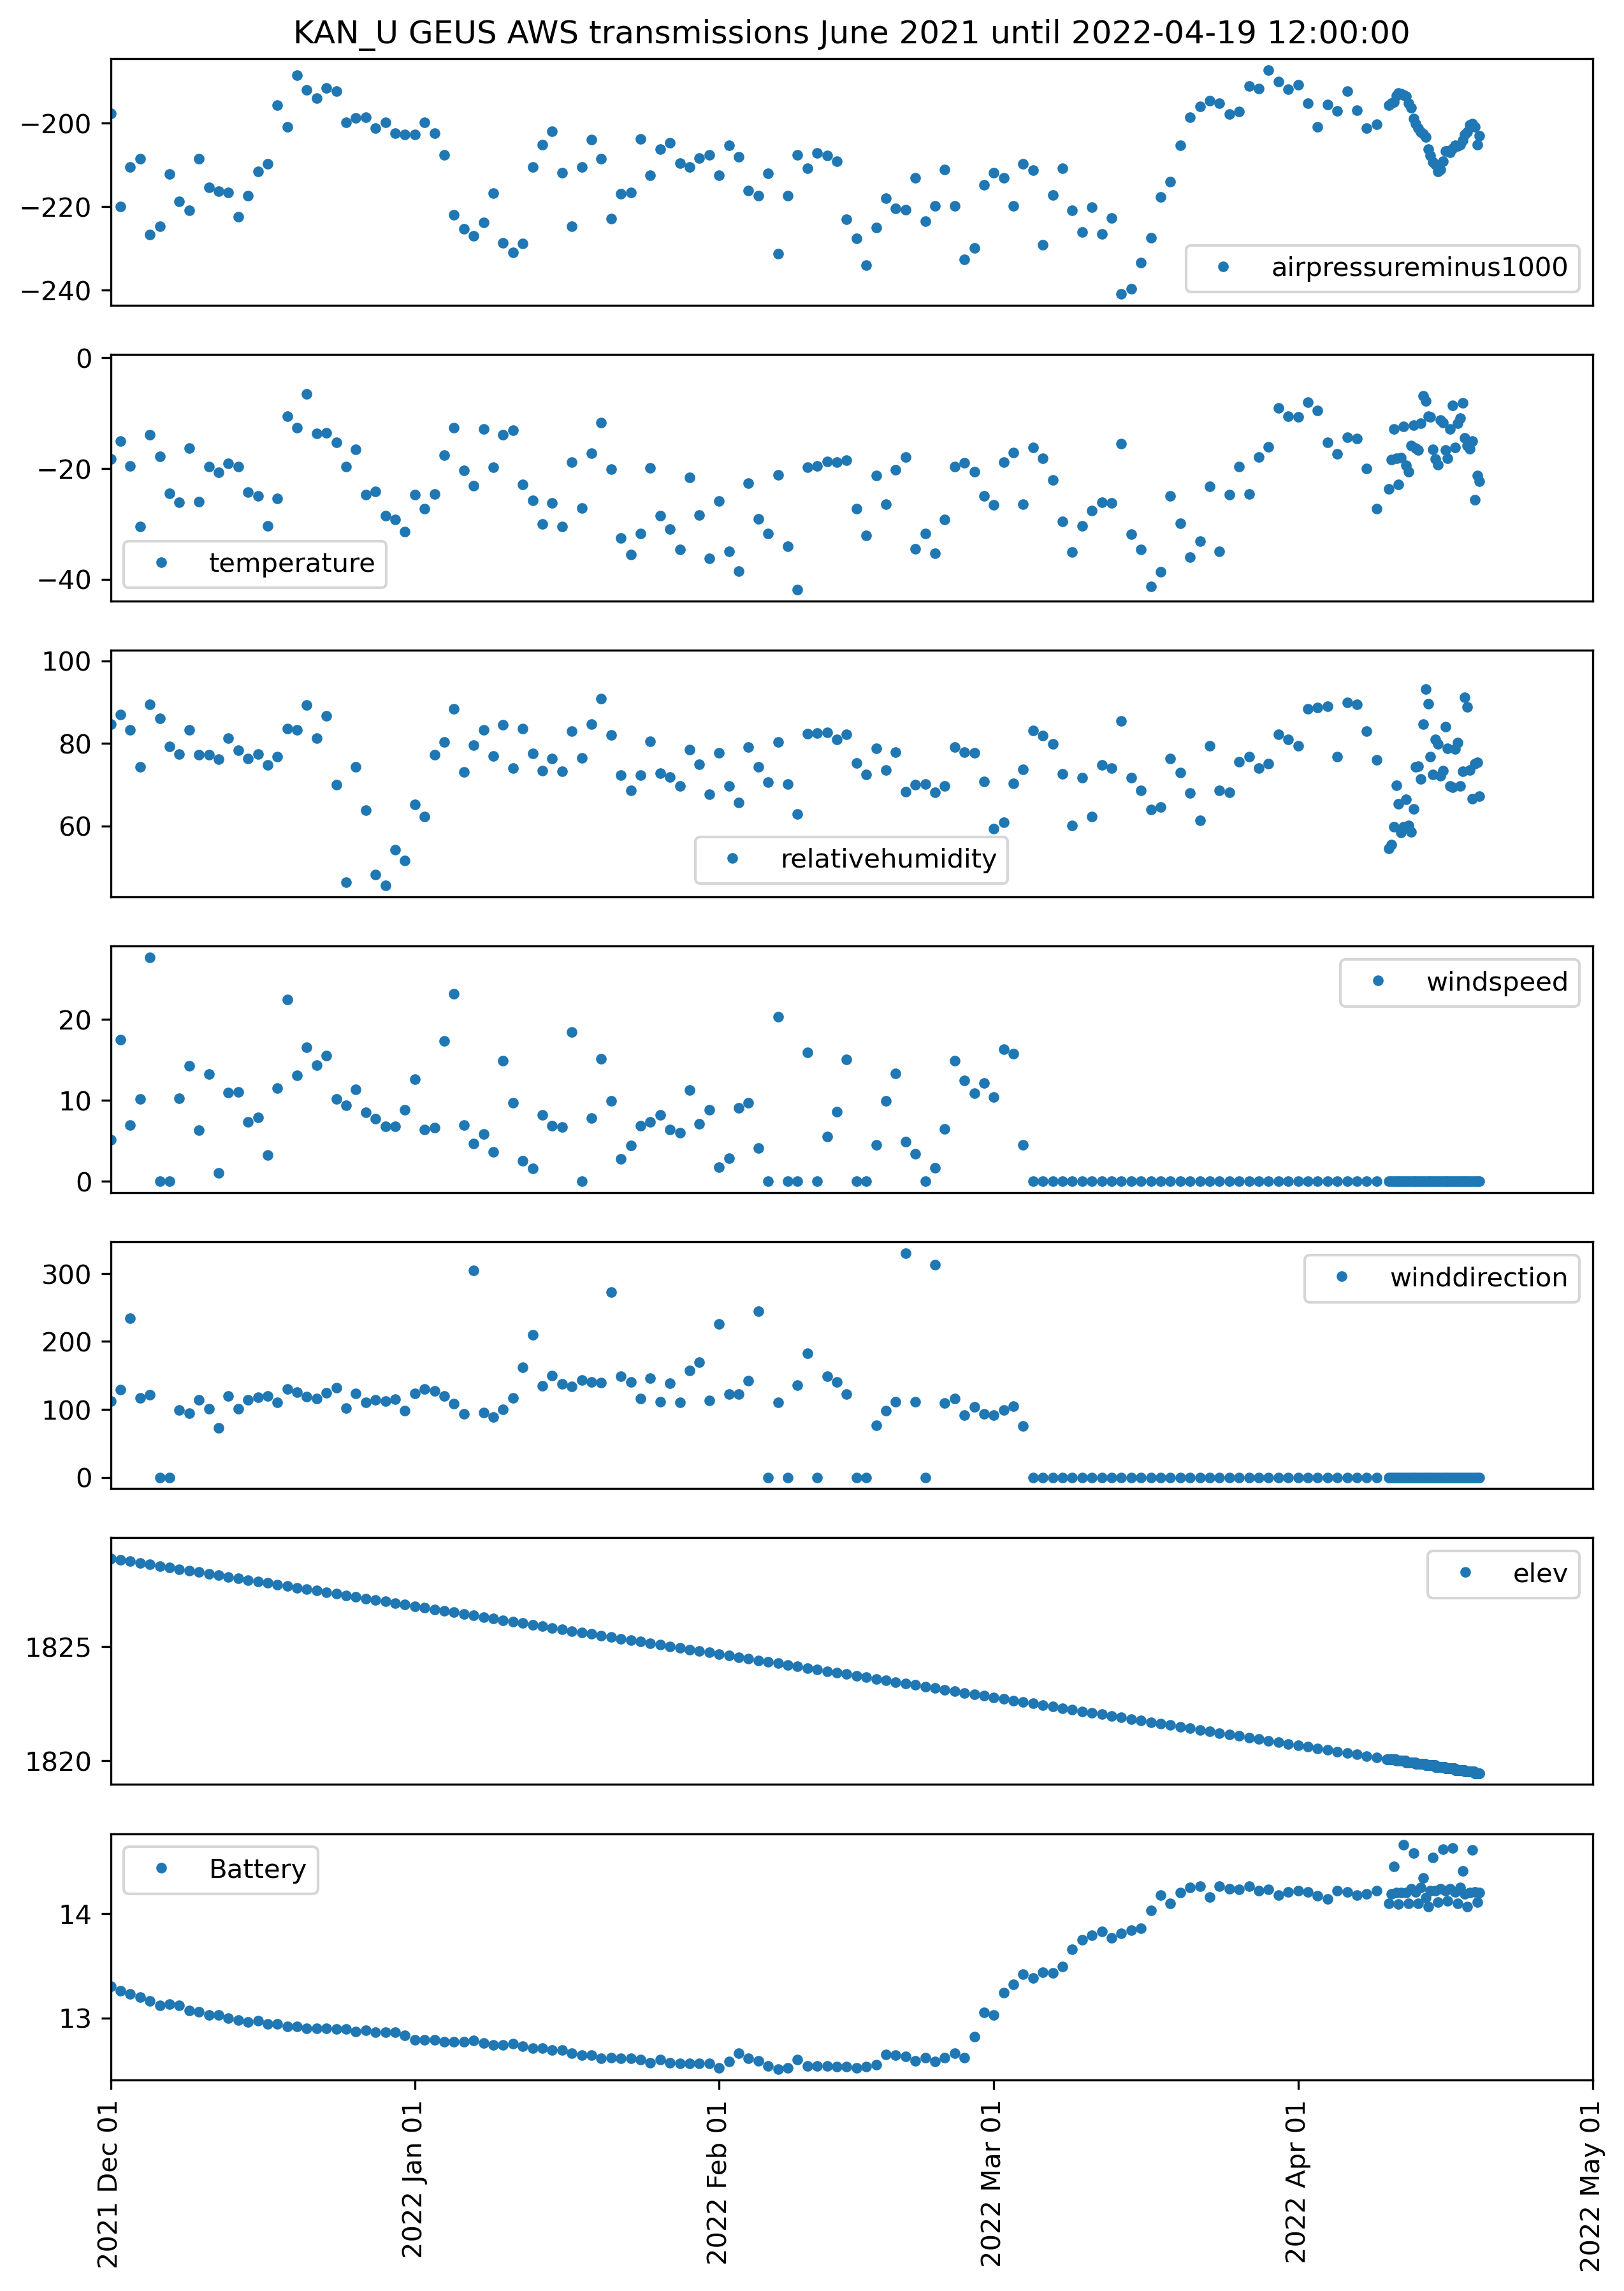 KAN_U GEUS AWS transmissions June 2021 until 2022-04-19 12:00:00
−200
−220
−240
airpressureminus1000
0
−20
−40
temperature
100
80
60
relativehumidity
20
10
0
windspeed
300
200
100
0
winddirection
1825
1820
elev
14
13
Battery
2021 Dec 01
2022 Jan 01
2022 Feb 01
2022 Mar 01
2022 Apr 01
2022 May 01